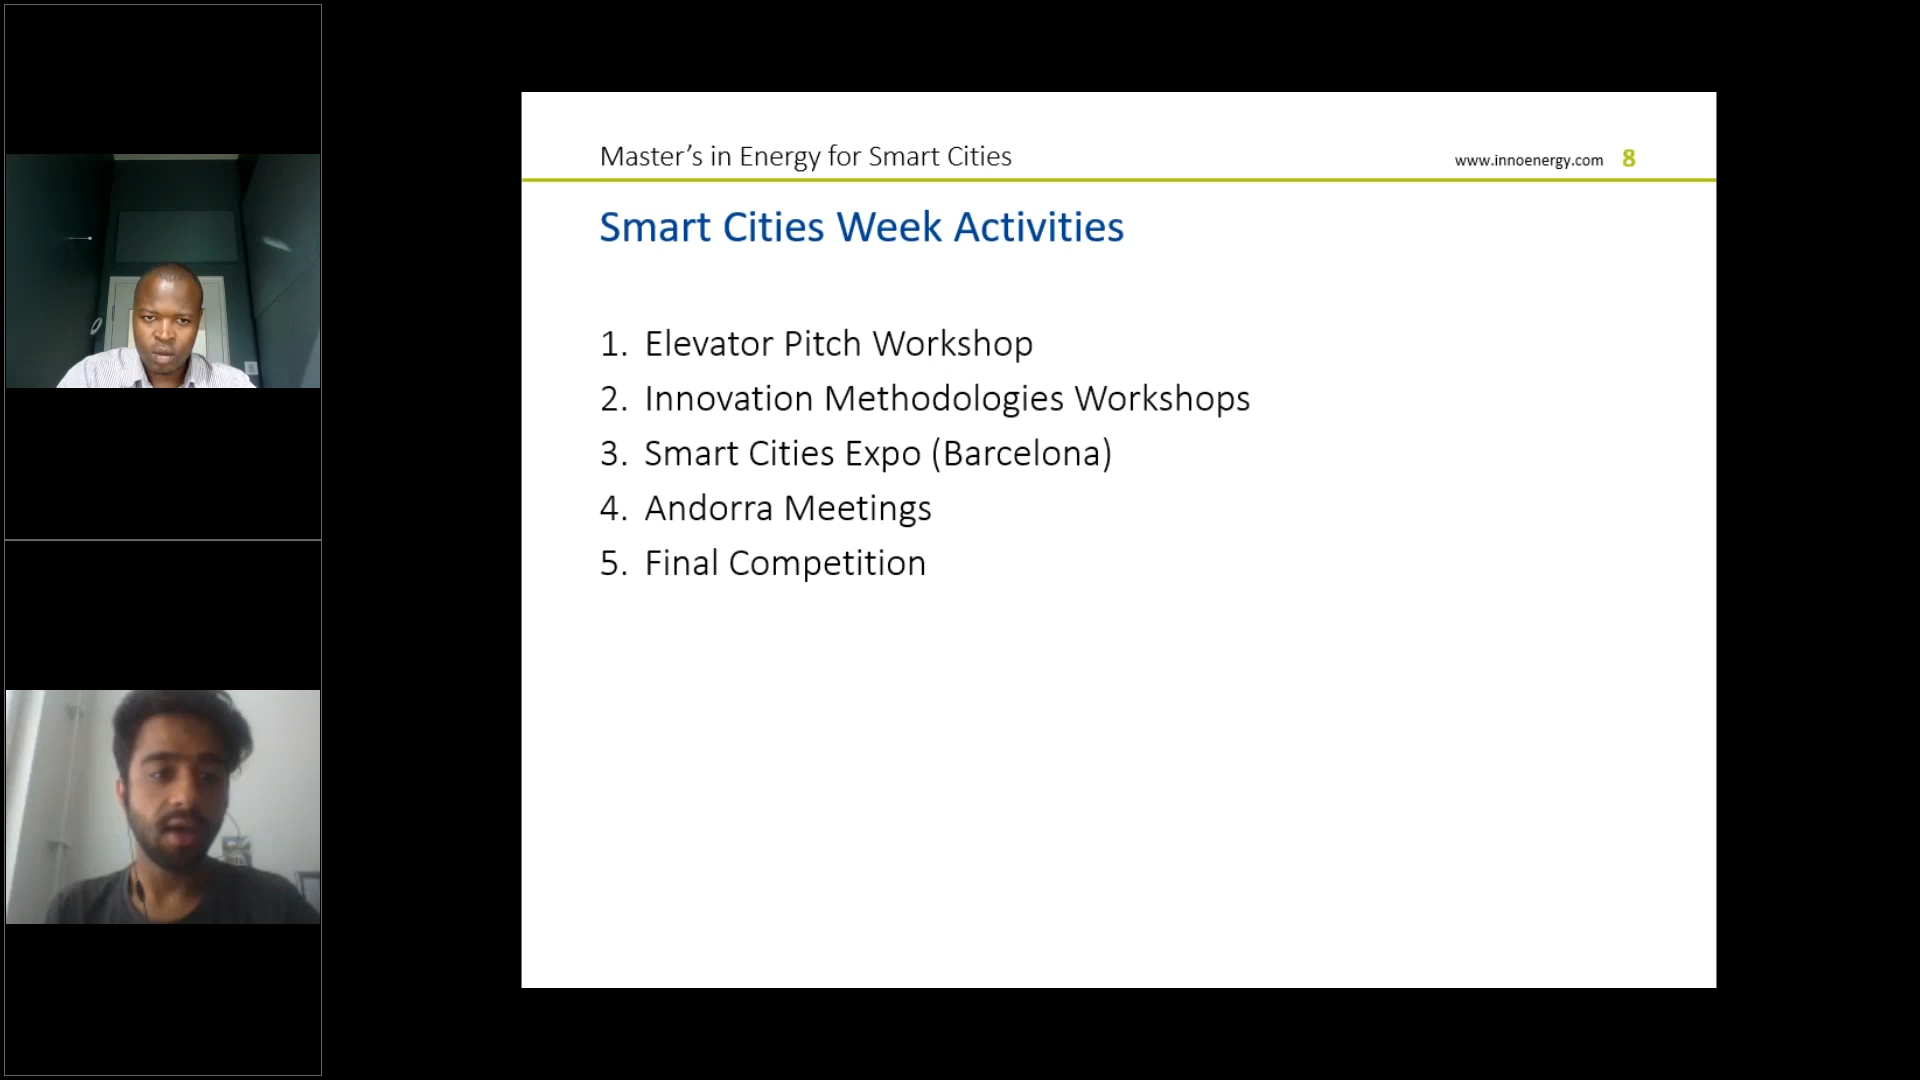 Master's in Energy for Smart Cities
www.innoenergy.com 8
Smart Cities Week Activities
1. Elevator Pitch Workshop
2. Innovation Methodologies Workshops
3. Smart Cities Expo (Barcelona)
4. Andorra Meetings
5. Final Competition